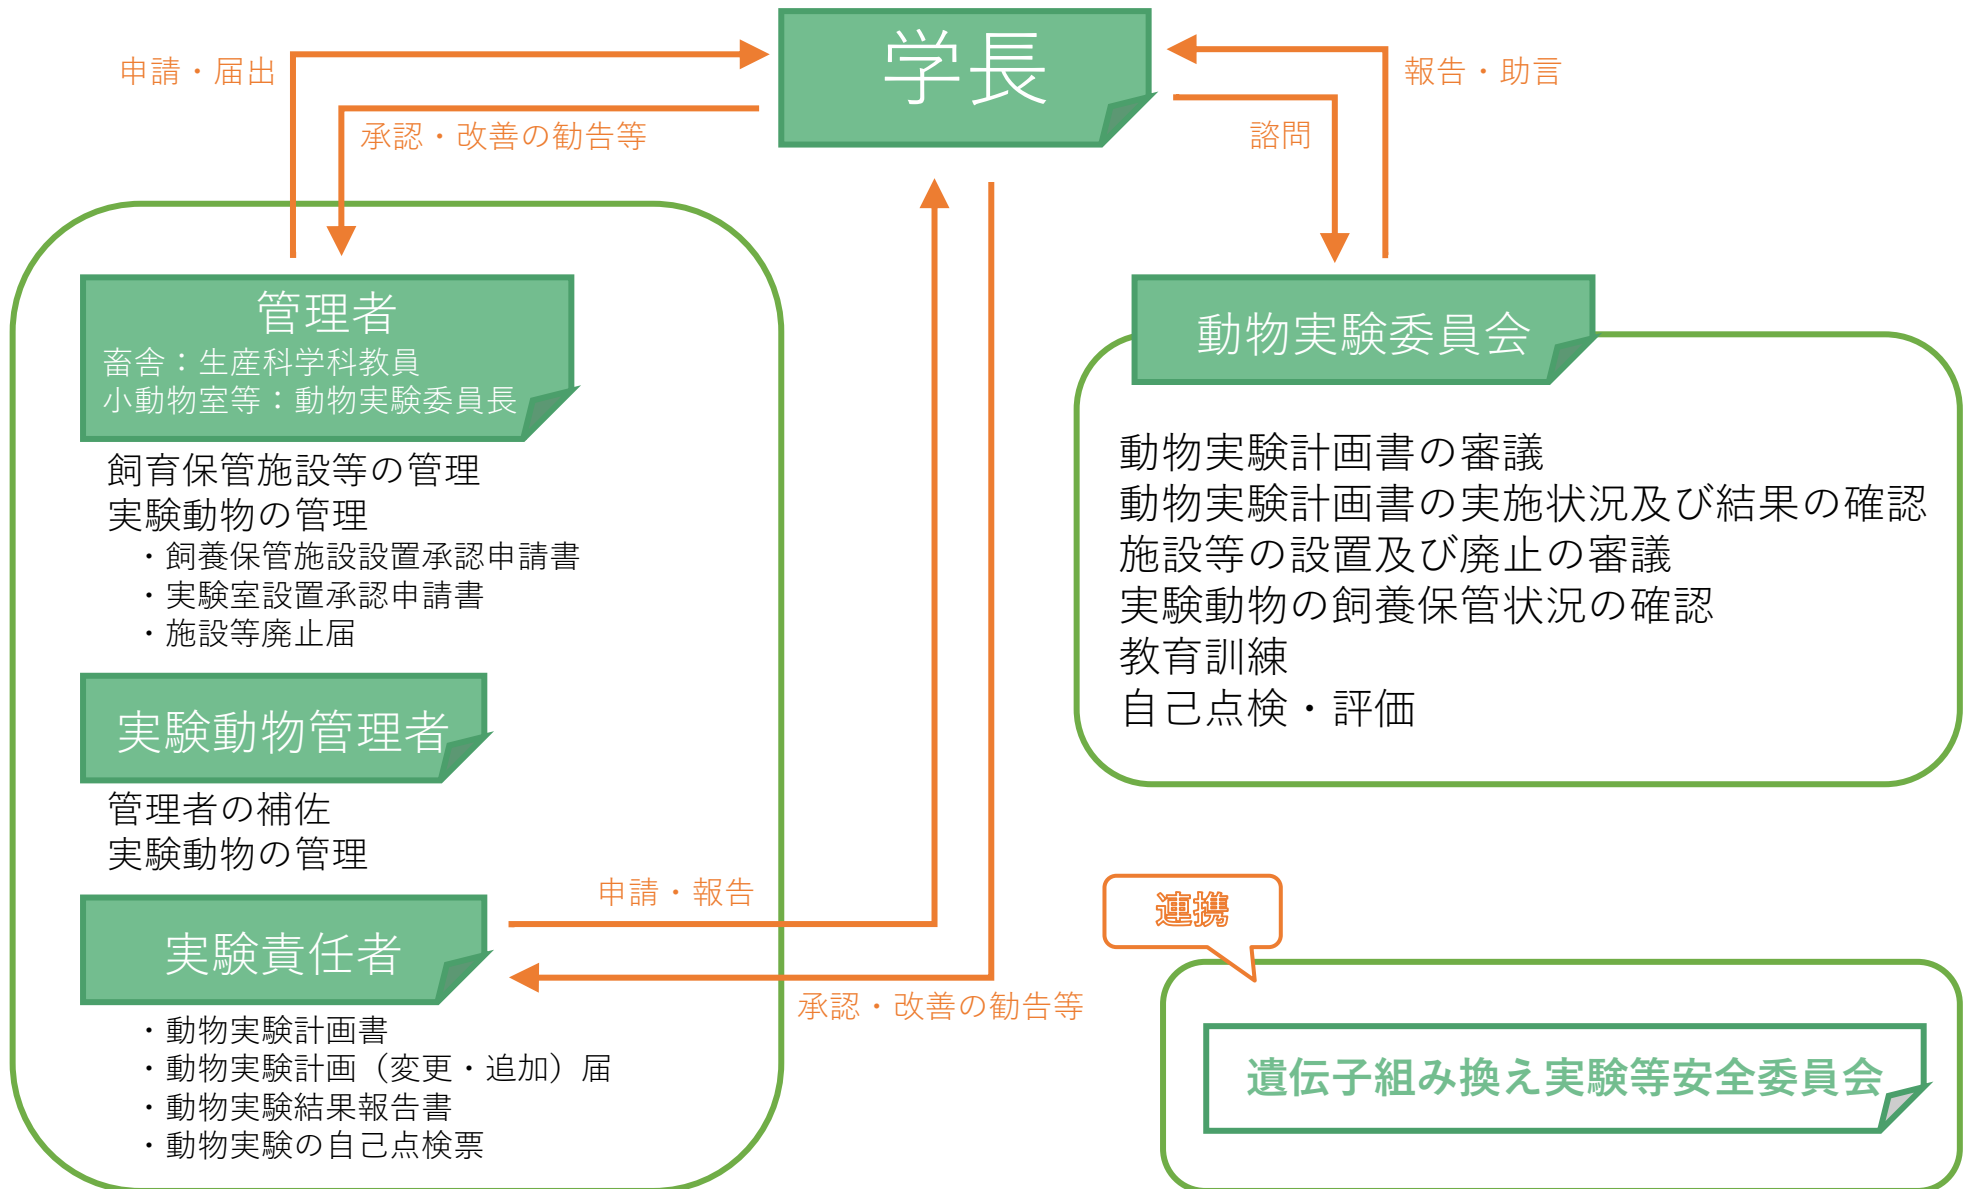 学長
申請・届出
承認・改善の勧告等
報告・助言
諮問
管理者
畜舎：生産科学科教員
小動物室等：動物実験委員長
飼育保管施設等の管理
実験動物の管理
・飼養保管施設設置承認申請書
・実験室設置承認申請書
・施設等廃止届
実験動物管理者
管理者の補佐
実験動物の管理
実験責任者
・動物実験計画書
・動物実験計画（変更・追加）届
・動物実験結果報告書
・動物実験の自己点検票
申請・報告
承認・改善の勧告等
動物実験委員会
動物実験計画書の審議
動物実験計画書の実施状況及び結果の確認
施設等の設置及び廃止の審議
実験動物の飼養保管状況の確認
教育訓練
自己点検・評価
連携
遺伝子組み換え実験等安全委員会